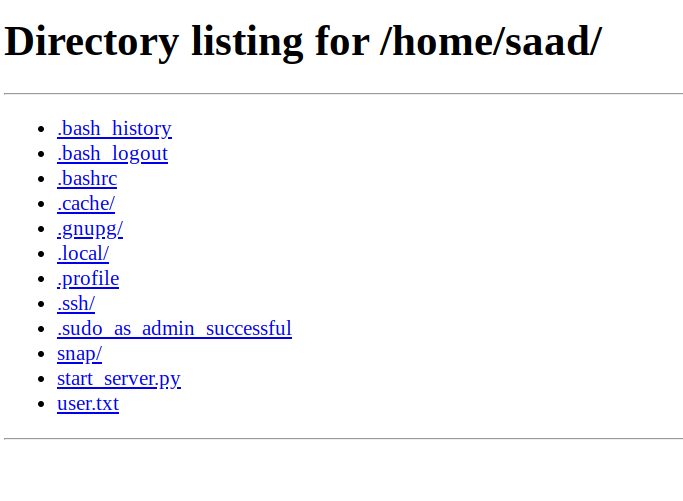 Directory listing for /home/saad/
.bash_history
.bash_logout
.bashrc
.cache/
.gnupg/
.local/
.profile
.ssh/
.sudo_as_admin_successful
snap/
start_server.py
user.txt